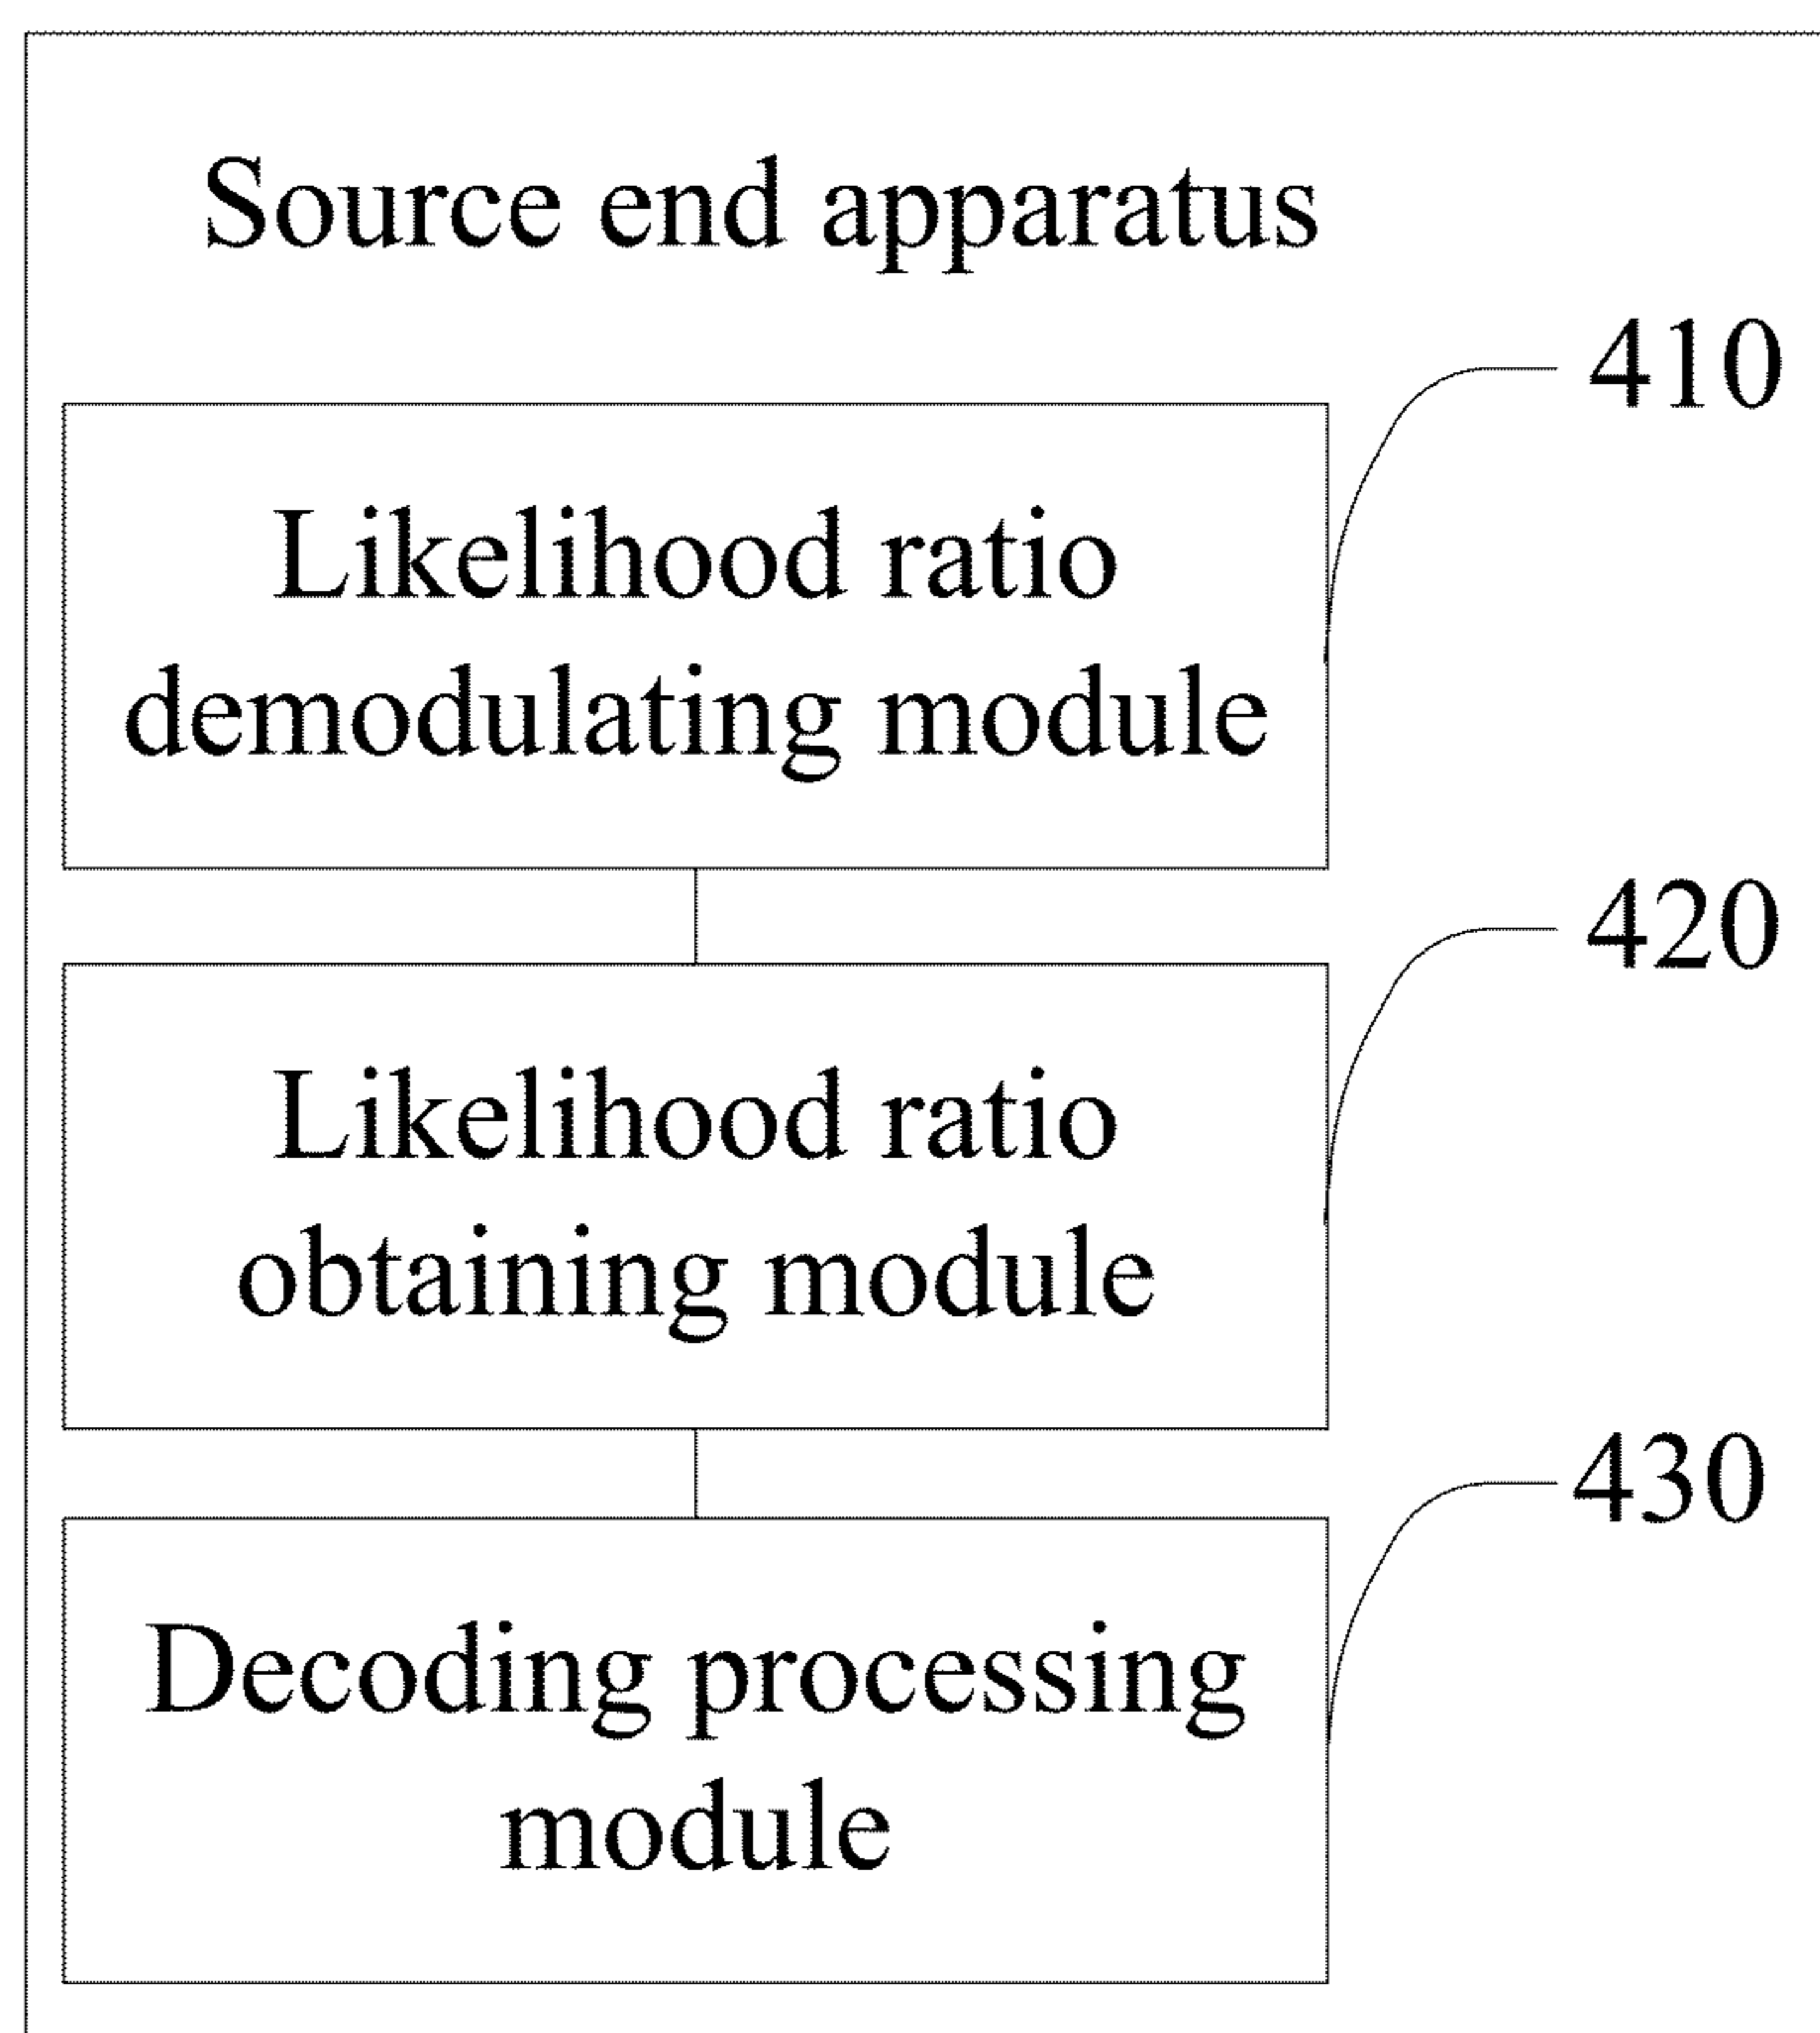 Source end apparatus
410
Likelihood ratio
demodulating module
420
Likelihood ratio
obtaining module
430
Decoding processing
module